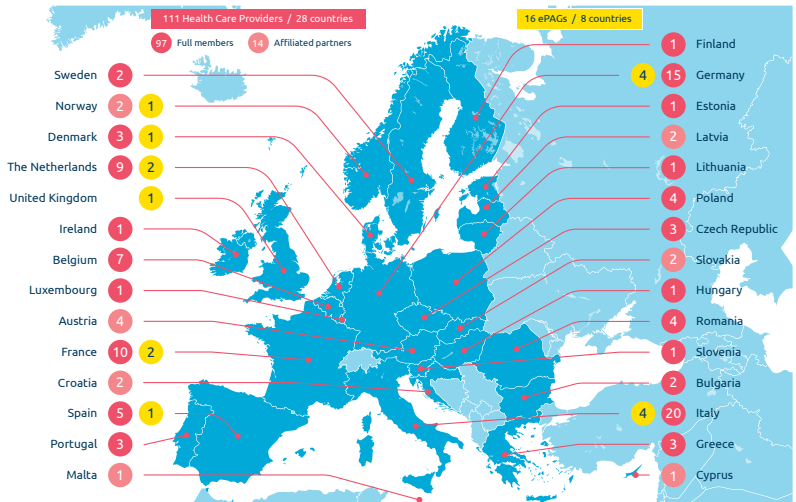 111 Health Care Providers / 28 countries
16 ePAGs / 8 countries
97 Full members 14 Affiliated partners
Sweden 2
Norway 2 1
Denmark 3 1
The Netherlands 9 2
United Kingdom 1
Ireland 1
Belgium 7
Luxembourg 1
Austria 4
France 10 2
Croatia 2
Spain 5 1
Portugal 3
Malta 1
1 Finland
4 15 Germany
1 Estonia
2 Latvia
1 Lithuania
4 Poland
3 Czech Republic
2 Slovakia
1 Hungary
4 Romania
1 Slovenia
2 Bulgaria
4 20 Italy
3 Greece
1 Cyprus